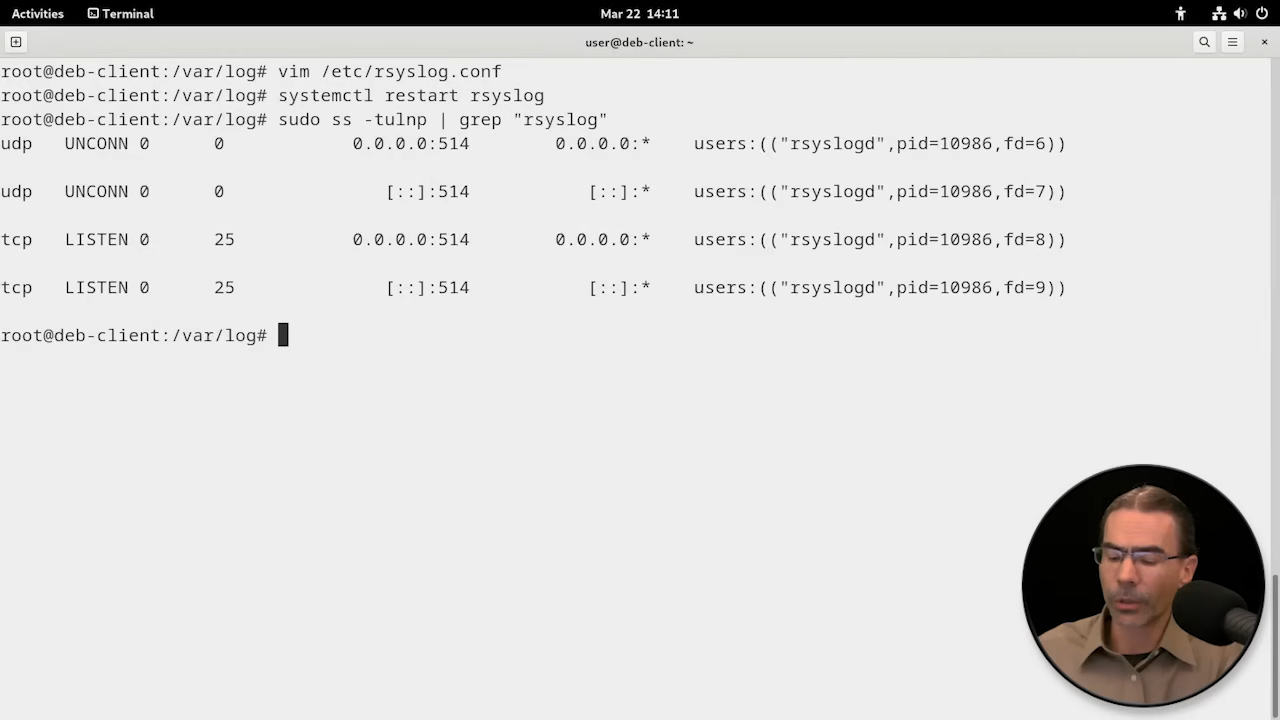 Activities Terminal Mar 22 14:11
user@deb-client: ~
root@deb-client:/var/log# vim /etc/rsyslog.conf
root@deb-client:/var/log# systemctl restart rsyslog
root@deb-client:/var/log# sudo ss -tulnp | grep "rsyslog"
udp UNCONN 0 0 0.0.0.0:514 0.0.0.0:* users:(("rsyslogd",pid=10986,fd=6))
udp UNCONN 0 0 [::]:514 [::]:* users:(("rsyslogd",pid=10986,fd=7))
tcp LISTEN 0 25 0.0.0.0:514 0.0.0.0:* users:(("rsyslogd",pid=10986,fd=8))
tcp LISTEN 0 25 [::]:514 [::]:* users:(("rsyslogd",pid=10986,fd=9))
root@deb-client:/var/log#